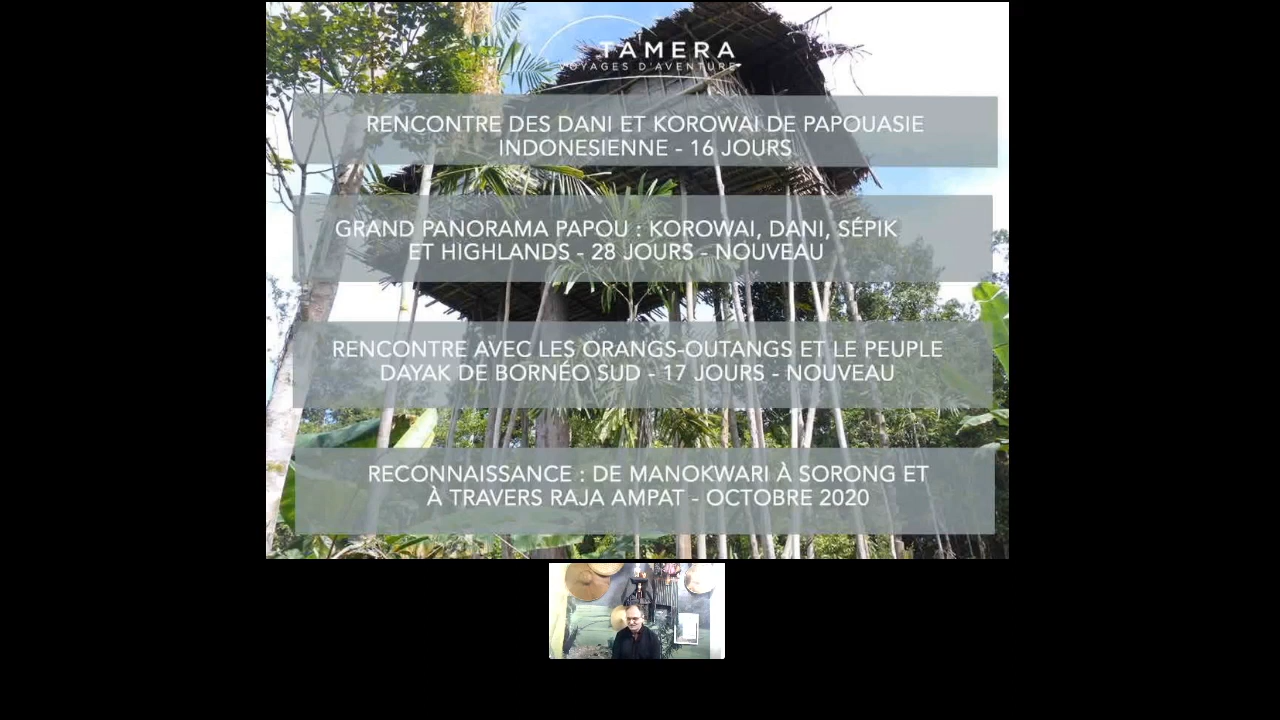 TAMERA
VOYAGES D'AVENTURE
RENCONTRE DES DANI ET KOROWAI DE PAPOUASIE
INDONESIENNE - 16 JOURS
GRAND PANORAMA PAPOU : KOROWAI, DANI, SÉPIK
ET HIGHLANDS - 28 JOURS - NOUVEAU
RENCONTRE AVEC LES ORANGS-OUTANGS ET LE PEUPLE
DAYAK DE BORNÉO SUD - 17 JOURS - NOUVEAU
RECONNAISSANCE : DE MANOKWARI À SORONG ET
À TRAVERS RAJA AMPAT - OCTOBRE 2020